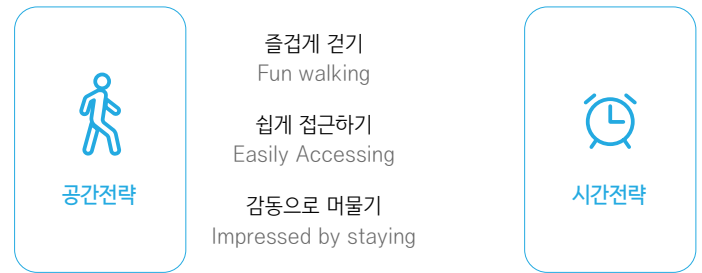 공간전략
즐겁게 걷기
Fun walking
쉽게 접근하기
Easily Accessing
감동으로 머물기
Impressed by staying
시간전략